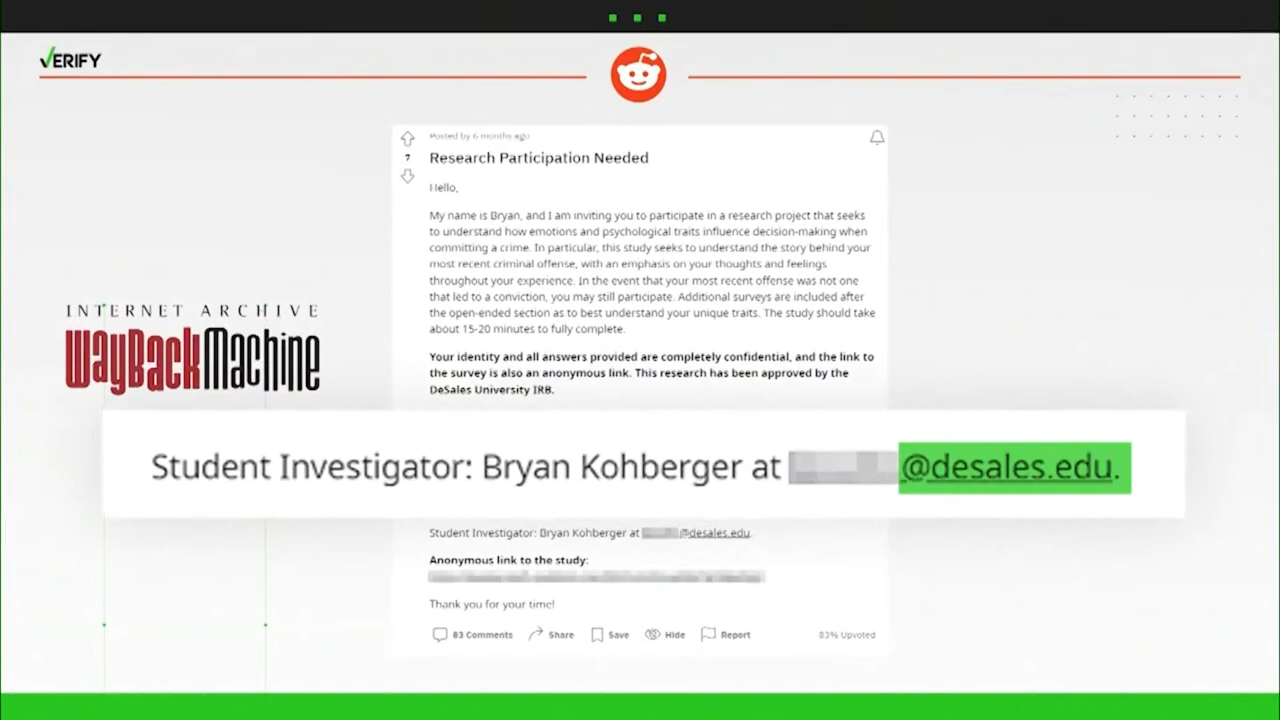 VERIFY
Posted by 6 months ago
7
Research Participation Needed
Hello,
My name is Bryan, and I am inviting you to participate in a research project that seeks
to understand how emotions and psychological traits influence decision-making when
committing a crime. In particular, this study seeks to understand the story behind your
most recent criminal offense, with an emphasis on your thoughts and feelings
throughout your experience. In the event that your most recent offense was not one
that led to a conviction, you may still participate. Additional surveys are included after
the open-ended section as to best understand your unique traits. The study should take
about 15-20 minutes to fully complete.
INTERNET ARCHIVE
WayBackMachine
Your identity and all answers provided are completely confidential, and the link to
the survey is also an anonymous link. This research has been approved by the
DeSales University IRB.
Student Investigator: Bryan Kohberger at @desales.edu.
Student Investigator: Bryan Kohberger at @desales.edu.
Anonymous link to the study:
Thank you for your time!
83 Comments Share Save Hide Report 83% Upvoted